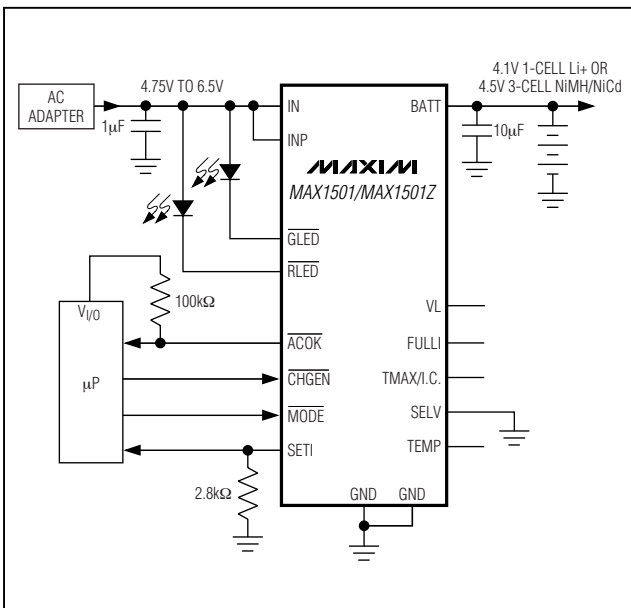 AC
ADAPTER
4.75V TO 6.5V
1µF
IN
INP
BATT
4.1V 1-CELL Li+ OR
4.5V 3-CELL NiMH/NiCd
10µF
MAXIM
MAX1501/MAX1501Z
GLED
RLED
100kΩ
VI/O
µP
ACOK
CHGEN
MODE
SETI
VL
FULLI
TMAX/I.C.
SELV
TEMP
2.8kΩ
GND GND